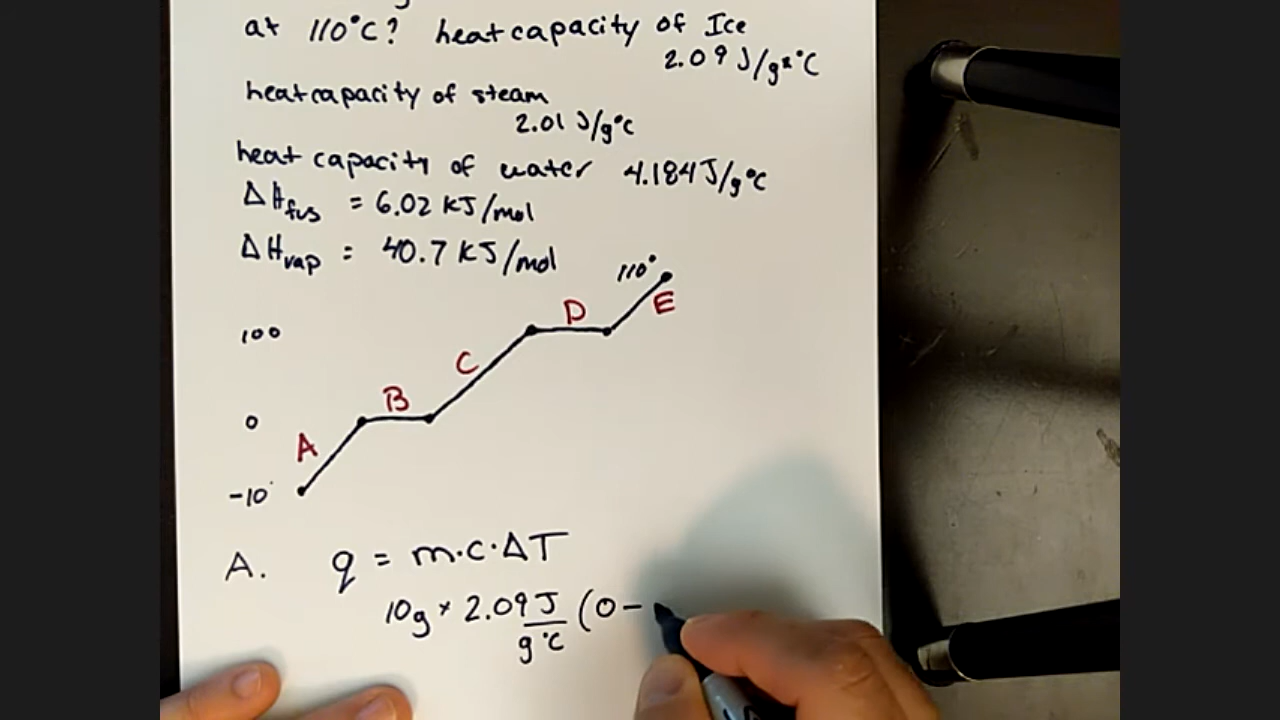 at 110°C? heat capacity of Ice
2.09 J/g*°C
heat capacity of steam
2.01 J/g°C
heat capacity of water 4.184 J/g°C
ΔHfus = 6.02 KJ/mol
ΔHvap = 40.7 KJ/mol
110°
E
D
100
C
B
0
A
-10°
A. q = m·c·ΔT
10g × 2.09 J/g°C (0 -